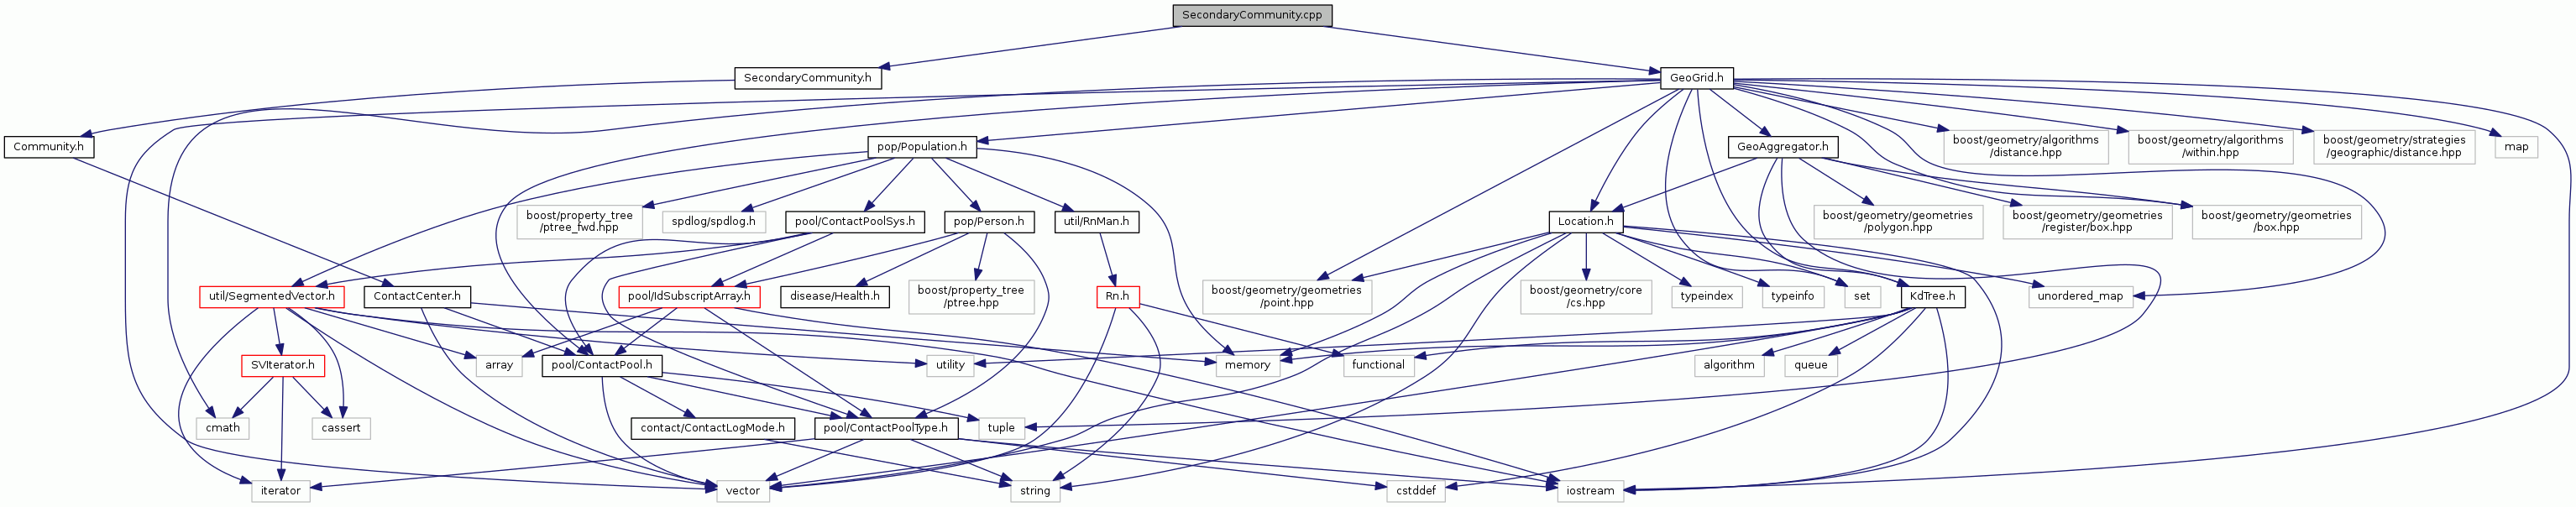 SecondaryCommunity.cpp
SecondaryCommunity.h
GeoGrid.h
Community.h
pop/Population.h
GeoAggregator.h
boost/geometry/algorithms
/distance.hpp
boost/geometry/algorithms
/within.hpp
boost/geometry/strategies
/geographic/distance.hpp
map
boost/property_tree
/ptree_fwd.hpp
spdlog/spdlog.h
pool/ContactPoolSys.h
pop/Person.h
util/RnMan.h
Location.h
boost/geometry/geometries
/polygon.hpp
boost/geometry/geometries
/register/box.hpp
boost/geometry/geometries
/box.hpp
util/SegmentedVector.h
ContactCenter.h
pool/IdSubscriptArray.h
disease/Health.h
boost/property_tree
/ptree.hpp
Rn.h
boost/geometry/geometries
/point.hpp
boost/geometry/core
/cs.hpp
typeindex
typeinfo
set
KdTree.h
unordered_map
SVIterator.h
array
pool/ContactPool.h
utility
memory
functional
algorithm
queue
cmath
cassert
contact/ContactLogMode.h
pool/ContactPoolType.h
tuple
iterator
vector
string
cstddef
iostream